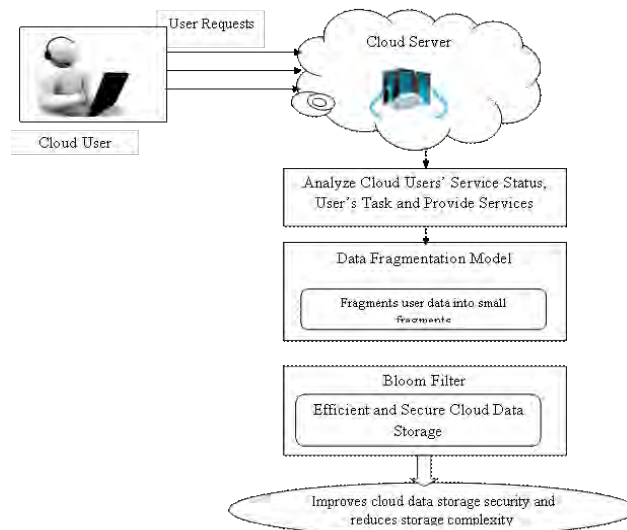 User Requests
Cloud Server
Cloud User
Analyze Cloud Users' Service Status,
User's Task and Provide Services
Data Fragmentation Model
Fragments user data into small
fragments
Bloom Filter
Efficient and Secure Cloud Data
Storage
Improves cloud data storage security and
reduces storage complexity